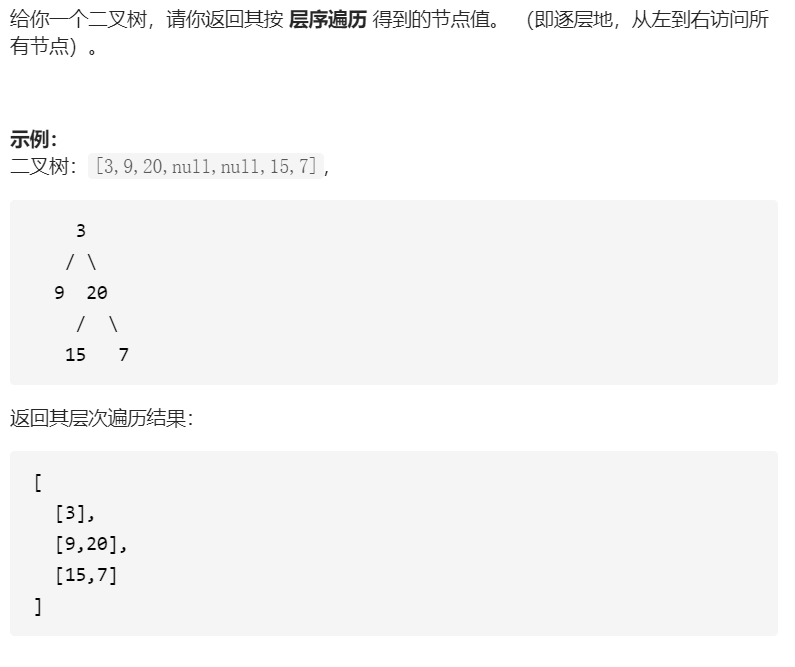 给你一个二叉树，请你返回其按 层序遍历 得到的节点值。 （即逐层地，从左到右访问所
有节点）。
示例：
二叉树：[3,9,20,null,null,15,7],
    3
   / \
  9  20
    /  \
   15   7
返回其层次遍历结果：
[
  [3],
  [9,20],
  [15,7]
]